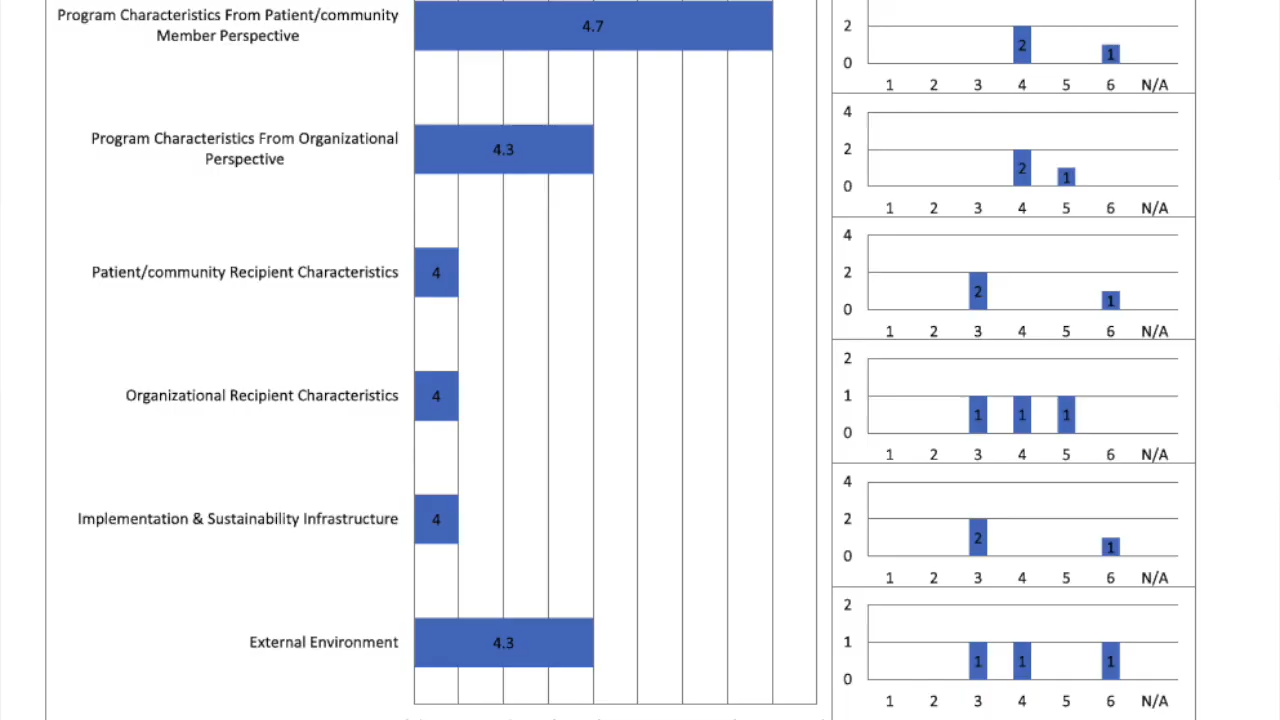 Program Characteristics From Patient/community
Member Perspective
4.7
2
0
2
1
1 2 3 4 5 6 N/A
Program Characteristics From Organizational
Perspective
4.3
4
2
0
2
1
1 2 3 4 5 6 N/A
Patient/community Recipient Characteristics
4
4
2
0
2
1
1 2 3 4 5 6 N/A
Organizational Recipient Characteristics
4
2
1
0
1
1
1
1 2 3 4 5 6 N/A
Implementation & Sustainability Infrastructure
4
4
2
0
2
1
1 2 3 4 5 6 N/A
External Environment
4.3
2
1
0
1
1
1
1 2 3 4 5 6 N/A